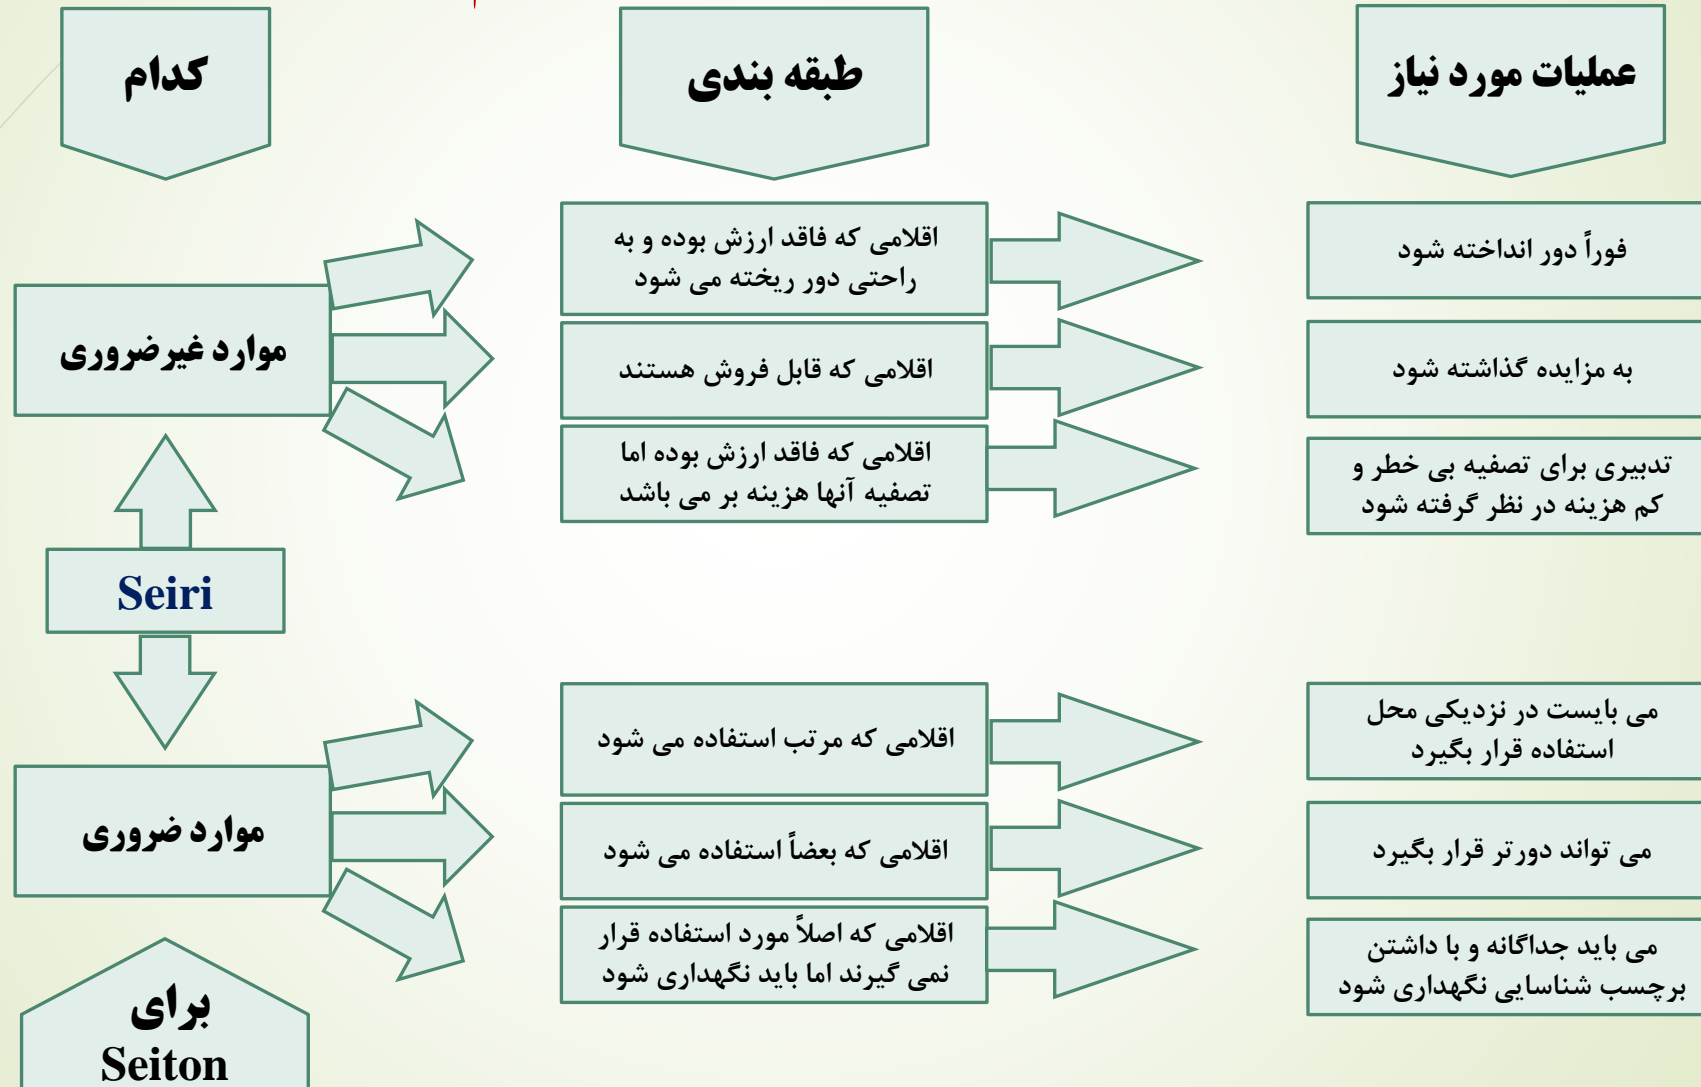 کدام
طبقه بندی
عملیات مورد نیاز
موارد غیرضروری
اقلامی که فاقد ارزش بوده و به
راحتی دور ریخته می شود
فوراً دور انداخته شود
اقلامی که قابل فروش هستند
به مزایده گذاشته شود
اقلامی که فاقد ارزش بوده اما
تصفیه آنها هزینه بر می باشد
تدبیری برای تصفیه بی خطر و
کم هزینه در نظر گرفته شود
Seiri
موارد ضروری
اقلامی که مرتب استفاده می شود
می بایست در نزدیکی محل
استفاده قرار بگیرد
اقلامی که بعضاً استفاده می شود
می تواند دورتر قرار بگیرد
اقلامی که اصلاً مورد استفاده قرار
نمی گیرند اما باید نگهداری شود
می باید جداگانه و با داشتن
برچسب شناسایی نگهداری شود
برای
Seiton